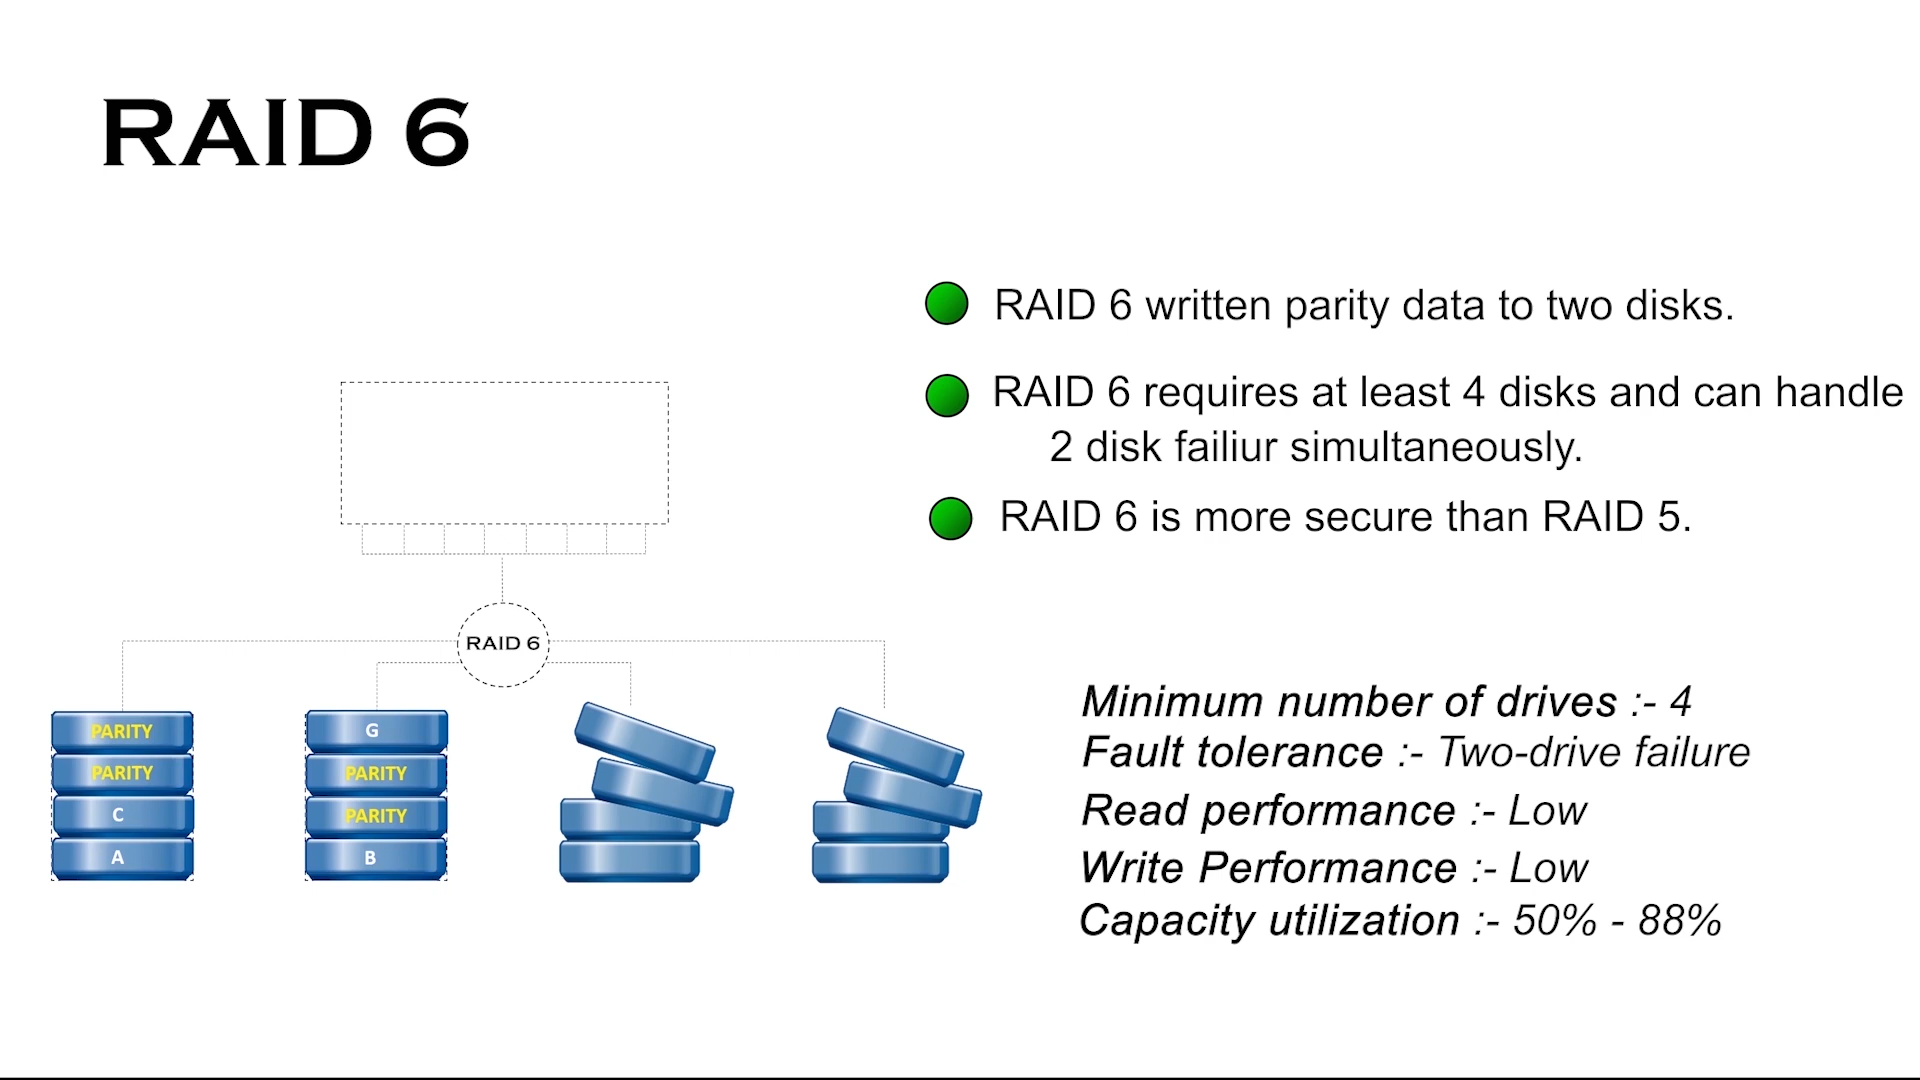 RAID 6
RAID 6 written parity data to two disks.
RAID 6 requires at least 4 disks and can handle
2 disk failiur simultaneously.
RAID 6 is more secure than RAID 5.
RAID 6
PARITY
PARITY
C
A
G
PARITY
PARITY
B
Minimum number of drives :- 4
Fault tolerance :- Two-drive failure
Read performance :- Low
Write Performance :- Low
Capacity utilization :- 50% - 88%